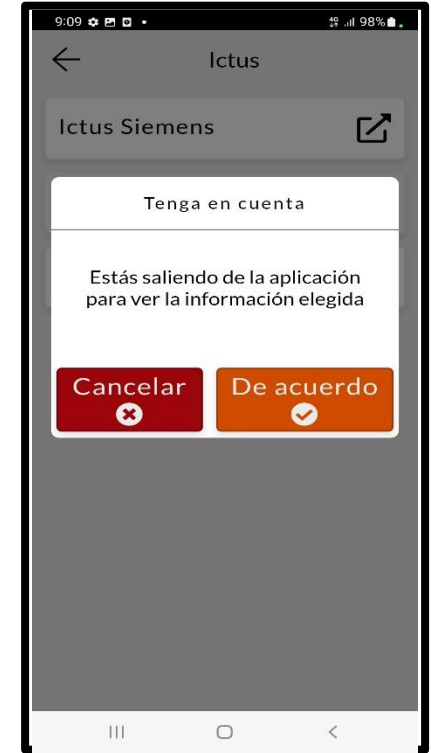 9:09
98%
Ictus
Ictus Siemens
Tenga en cuenta
Estás saliendo de la aplicación
para ver la información elegida
Cancelar
De acuerdo